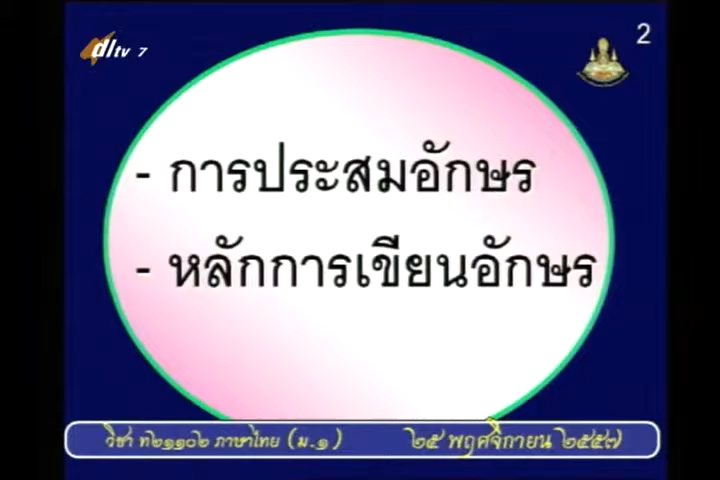 dltv 7
2
- การประสมอักษร
- หลักการเขียนอักษร
วิชา ท๒๑๑๐๒ ภาษาไทย (ม.๑) ๒๕ พฤศจิกายน ๒๕๕๗